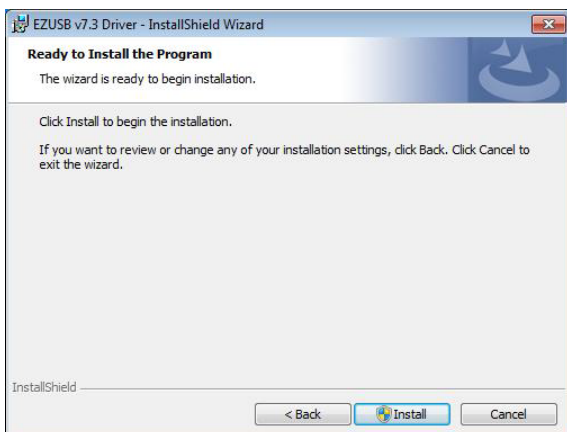 EZUSB v7.3 Driver - InstallShield Wizard
Ready to Install the Program
The wizard is ready to begin installation.
Click Install to begin the installation.
If you want to review or change any of your installation settings, click Back. Click Cancel to
exit the wizard.
InstallShield
< Back Install Cancel